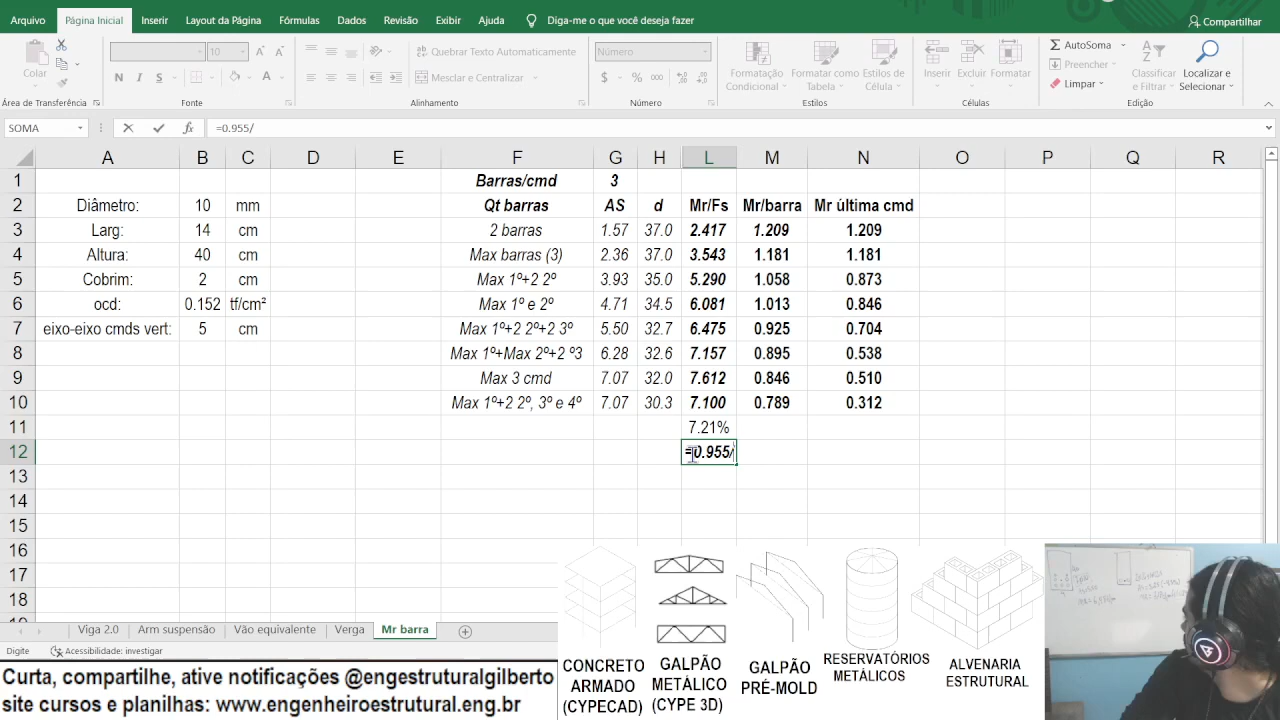 Arquivo Página Inicial Inserir Layout da Página Fórmulas Dados Revisão Exibir Ajuda Diga-me o que você deseja fazer Compartilhar
Colar
10
N I S
Quebrar Texto Automaticamente
Mesclar e Centralizar
Número
$ % 000
Formatação Condicional
Formatar como Tabela
Estilos de Célula
Inserir Excluir Formatar
AutoSoma
Preencher
Limpar
Classificar e Filtrar
Localizar e Selecionar
Área de Transferência Fonte Alinhamento Número Estilos Células Edição
SOMA fx =0.955/
A B C D E F G H L M N O P Q R
1 Barras/cmd 3
2 Diâmetro: 10 mm Qt barras AS d Mr/Fs Mr/barra Mr última cmd
3 Larg: 14 cm 2 barras 1.57 37.0 2.417 1.209 1.209
4 Altura: 40 cm Max barras (3) 2.36 37.0 3.543 1.181 1.181
5 Cobrim: 2 cm Max 1º+2 2º 3.93 35.0 5.290 1.058 0.873
6 σcd: 0.152 tf/cm² Max 1º e 2º 4.71 34.5 6.081 1.013 0.846
7 eixo-eixo cmds vert: 5 cm Max 1º+2 2º+2 3º 5.50 32.7 6.475 0.925 0.704
8 Max 1º+Max 2º+2 º3 6.28 32.6 7.157 0.895 0.538
9 Max 3 cmd 7.07 32.0 7.612 0.846 0.510
10 Max 1º+2 2º, 3º e 4º 7.07 30.3 7.100 0.789 0.312
11 7.21%
12 =0.955/
13
14
15
16
17
18
Viga 2.0 Arm suspensão Vão equivalente Verga Mr barra
Digite Acessibilidade: investigar
Curta, compartilhe, ative notificações @engestruturalgilberto
site cursos e planilhas: www.engenheiroestrutural.eng.br
CONCRETO
ARMADO
(CYPECAD)
GALPÃO
METÁLICO
(CYPE 3D)
GALPÃO
PRÉ-MOLD
RESERVATÓRIOS
METÁLICOS
ALVENARIA
ESTRUTURAL